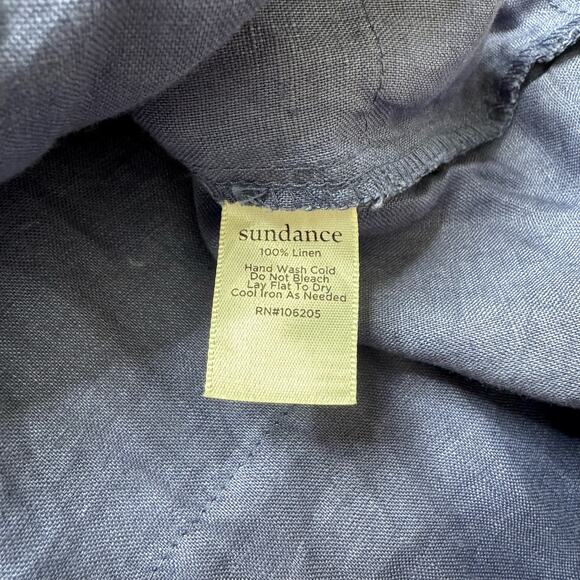 sundance
100% Linen
Hand Wash Cold
Do Not Bleach
Lay Flat To Dry
Cool Iron As Needed
RN#106205